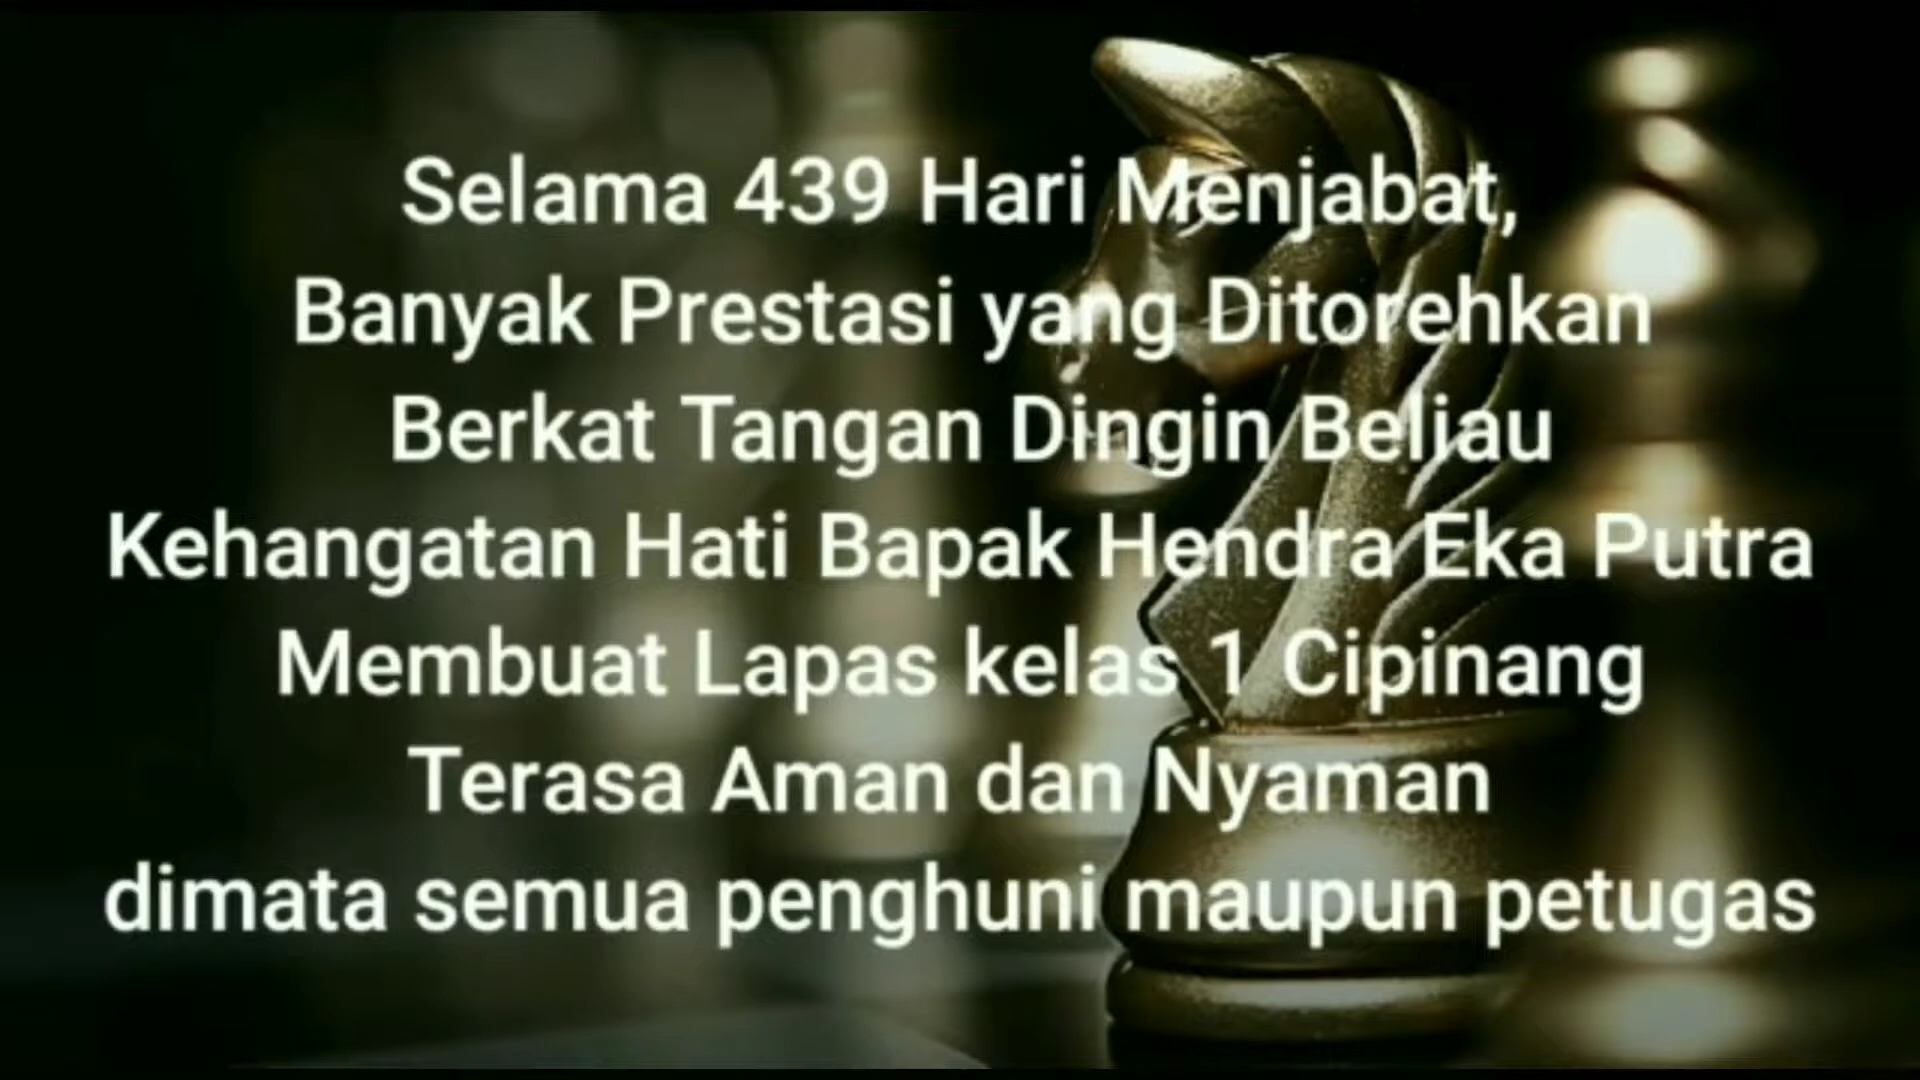 Selama 439 Hari Menjabat,
Banyak Prestasi yang Ditorehkan
Berkat Tangan Dingin Beliau
Kehangatan Hati Bapak Hendra Eka Putra
Membuat Lapas kelas 1 Cipinang
Terasa Aman dan Nyaman
dimata semua penghuni maupun petugas